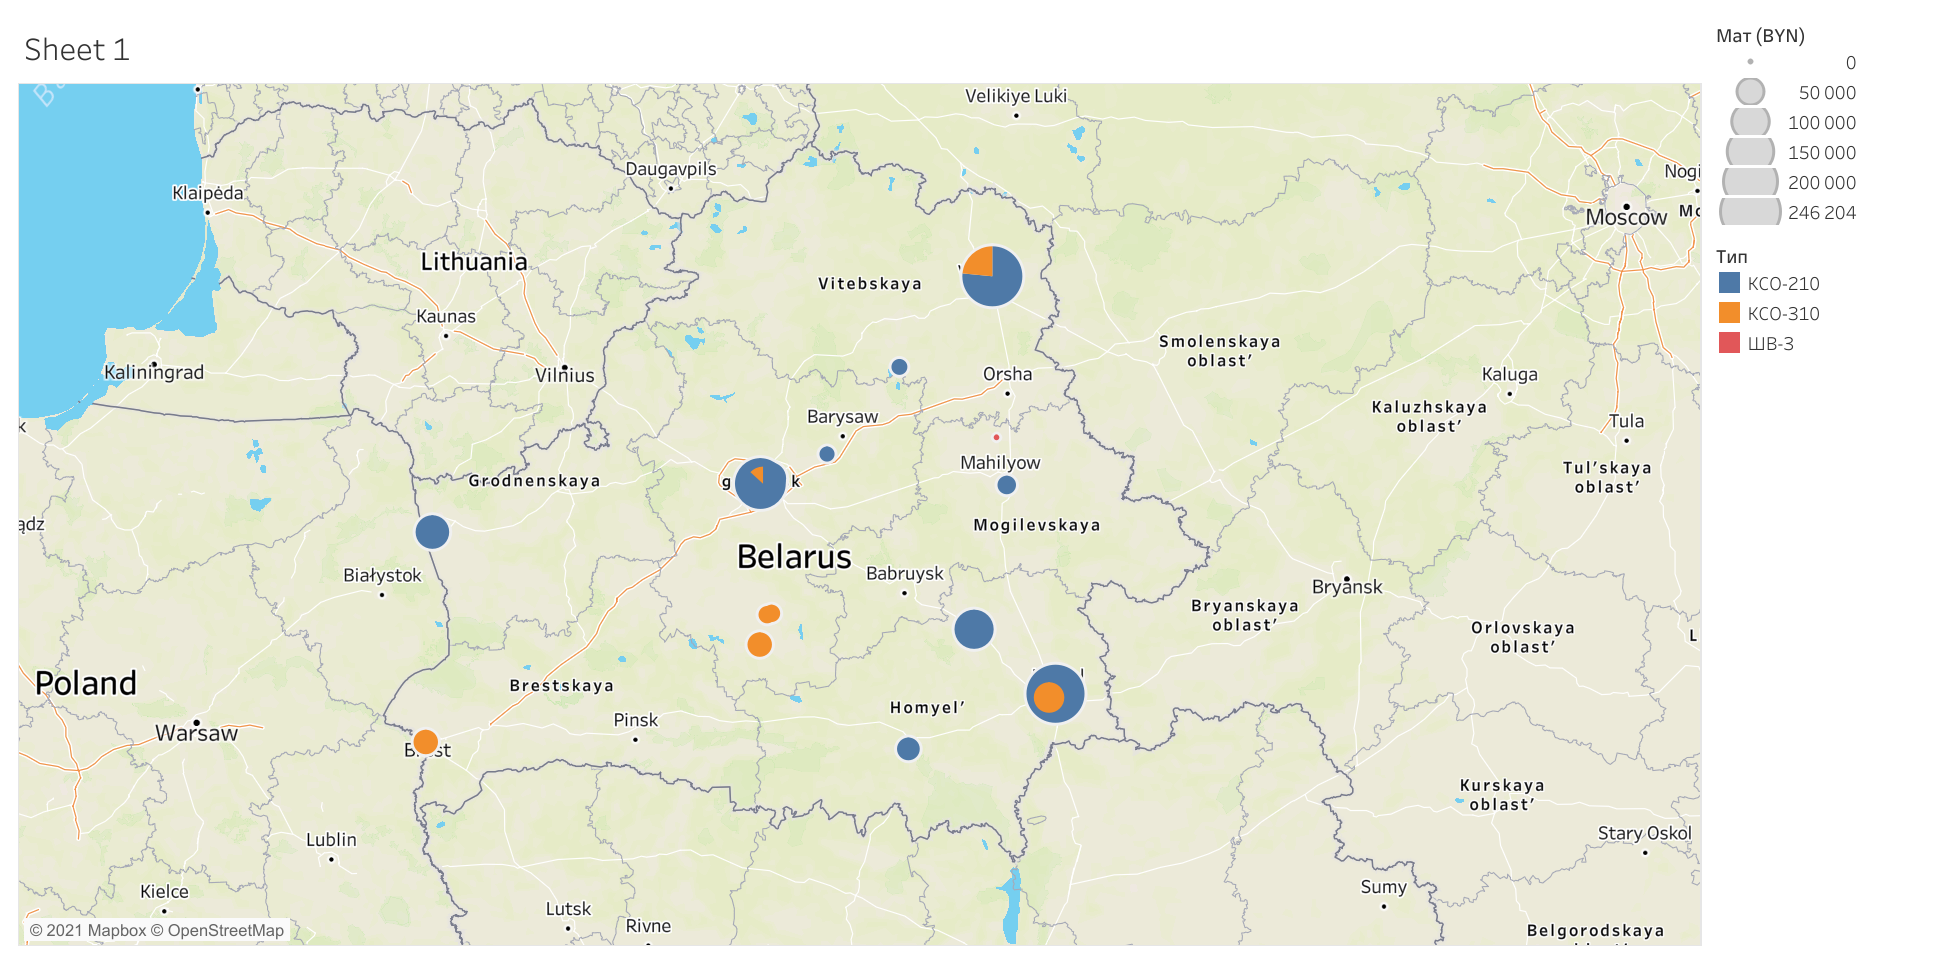 Sheet 1
Velikiye Luki
Daugavpils
Klaipėda
Moscow
Lithuania
Vitebskaya
Kaunas
Smolenskaya
oblast’
Orsha
Kaliningrad
Vilnius
Kaluga
Kaluzhskaya
oblast’
Barysaw
Tula
Mahilyow
Tul’skaya
oblast’
Grodnenskaya
Mogilevskaya
Belarus
Białystok
Babruysk
Bryansk
Bryanskaya
oblast’
Orlovskaya
oblast’
Poland
Brestskaya
Homyel’
Pinsk
Warsaw
Kurskaya
oblast’
Lublin
Stary Oskol
Kielce
Sumy
Lutsk
Rivne
Belgorodskaya
© 2021 Mapbox © OpenStreetMap
Мат (BYN)
0
50 000
100 000
150 000
200 000
246 204
Тип
КСО-210
КСО-310
ШВ-3